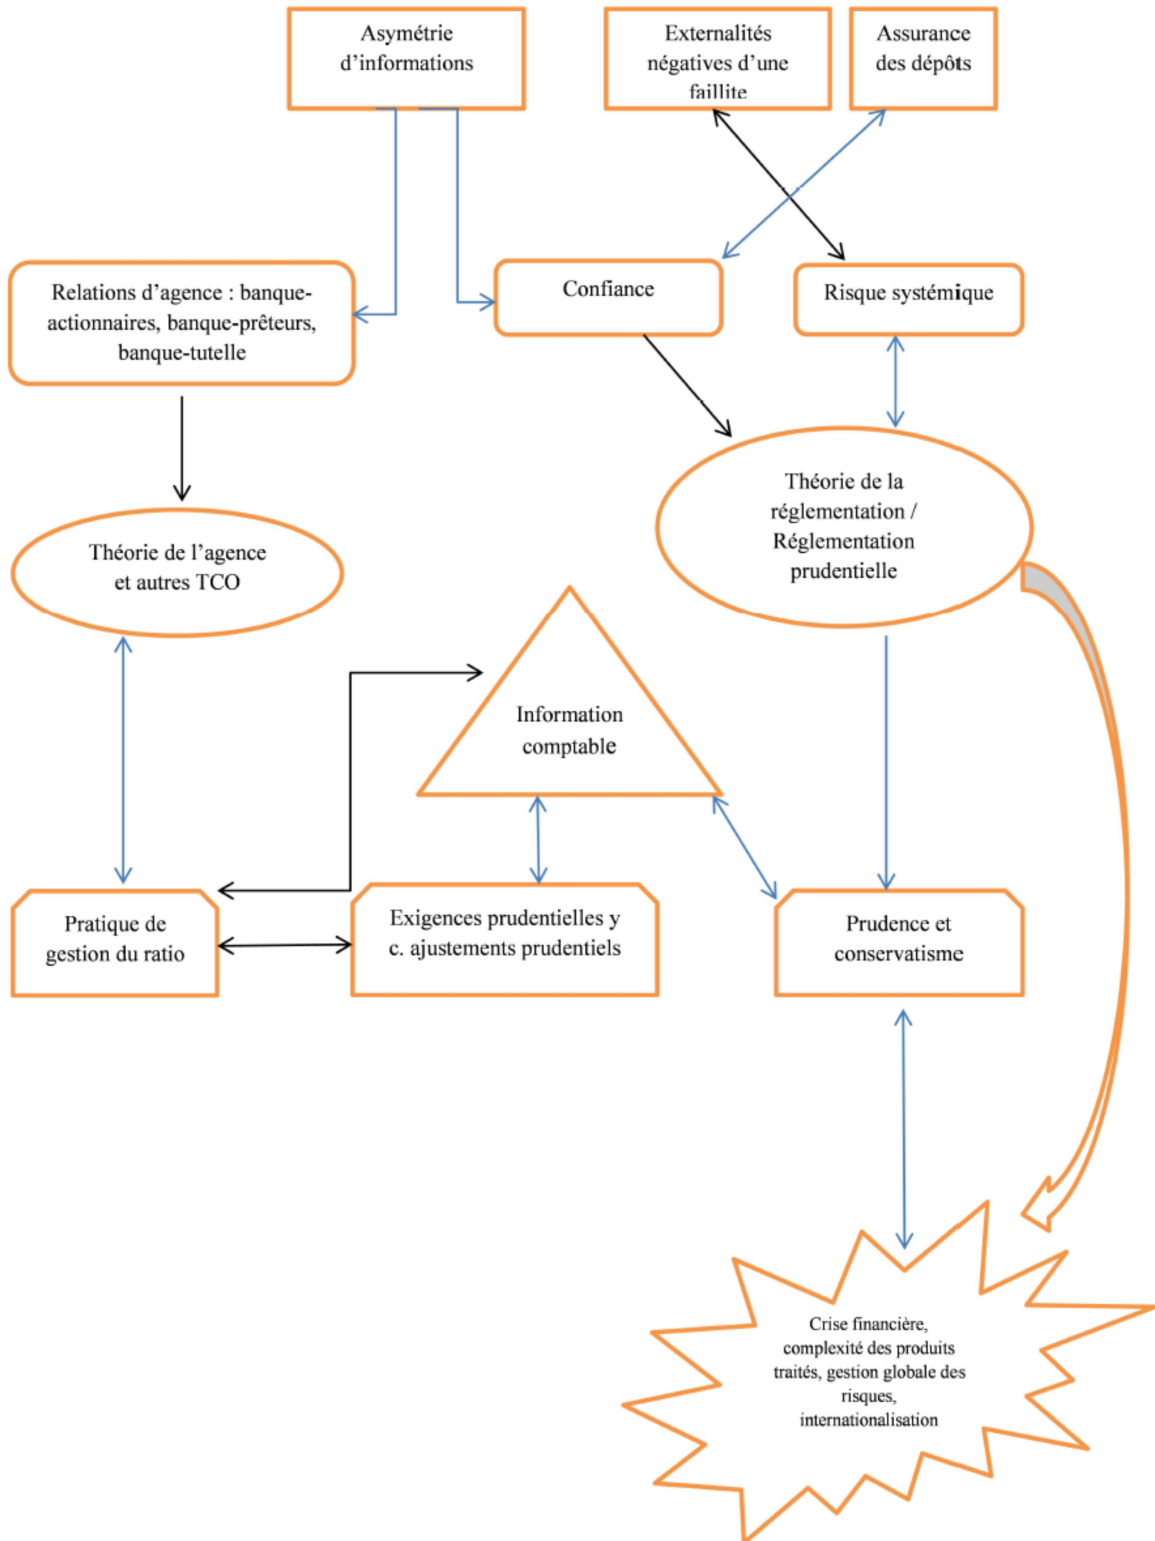 Asymétrie
d’informations
Externalités
négatives d’une
faillite
Assurance
des dépôts
Relations d’agence : banque-
actionnaires, banque-prêteurs,
banque-tutelle
Confiance
Risque systémique
Théorie de la
réglementation /
Réglementation
prudentielle
Théorie de l’agence
et autres TCO
Information
comptable
Pratique de
gestion du ratio
Exigences prudentielles y
c. ajustements prudentiels
Prudence et
conservatisme
Crise financière,
complexité des produits
traités, gestion globale des
risques,
internationalisation